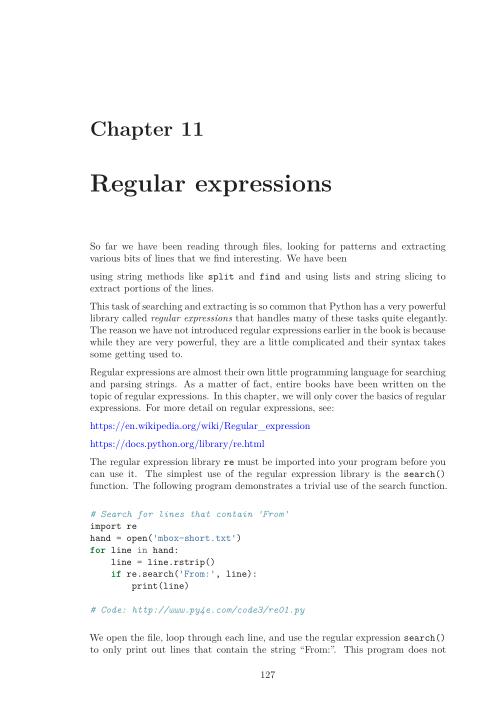 Chapter 11
Regular expressions
So far we have been reading through files, looking for patterns and extracting
various bits of lines that we find interesting. We have been
using string methods like split and find and using lists and string slicing to
extract portions of the lines.
This task of searching and extracting is so common that Python has a very powerful
library called regular expressions that handles many of these tasks quite elegantly.
The reason we have not introduced regular expressions earlier in the book is because
while they are very powerful, they are a little complicated and their syntax takes
some getting used to.
Regular expressions are almost their own little programming language for searching
and parsing strings. As a matter of fact, entire books have been written on the
topic of regular expressions. In this chapter, we will only cover the basics of regular
expressions. For more detail on regular expressions, see:
https://en.wikipedia.org/wiki/Regular_expression
https://docs.python.org/library/re.html
The regular expression library re must be imported into your program before you
can use it. The simplest use of the regular expression library is the search()
function. The following program demonstrates a trivial use of the search function.
# Search for lines that contain 'From'
import re
hand = open('mbox-short.txt')
for line in hand:
    line = line.rstrip()
    if re.search('From:', line):
        print(line)
# Code: http://www.py4e.com/code3/re01.py
We open the file, loop through each line, and use the regular expression search()
to only print out lines that contain the string “From:”. This program does not
127